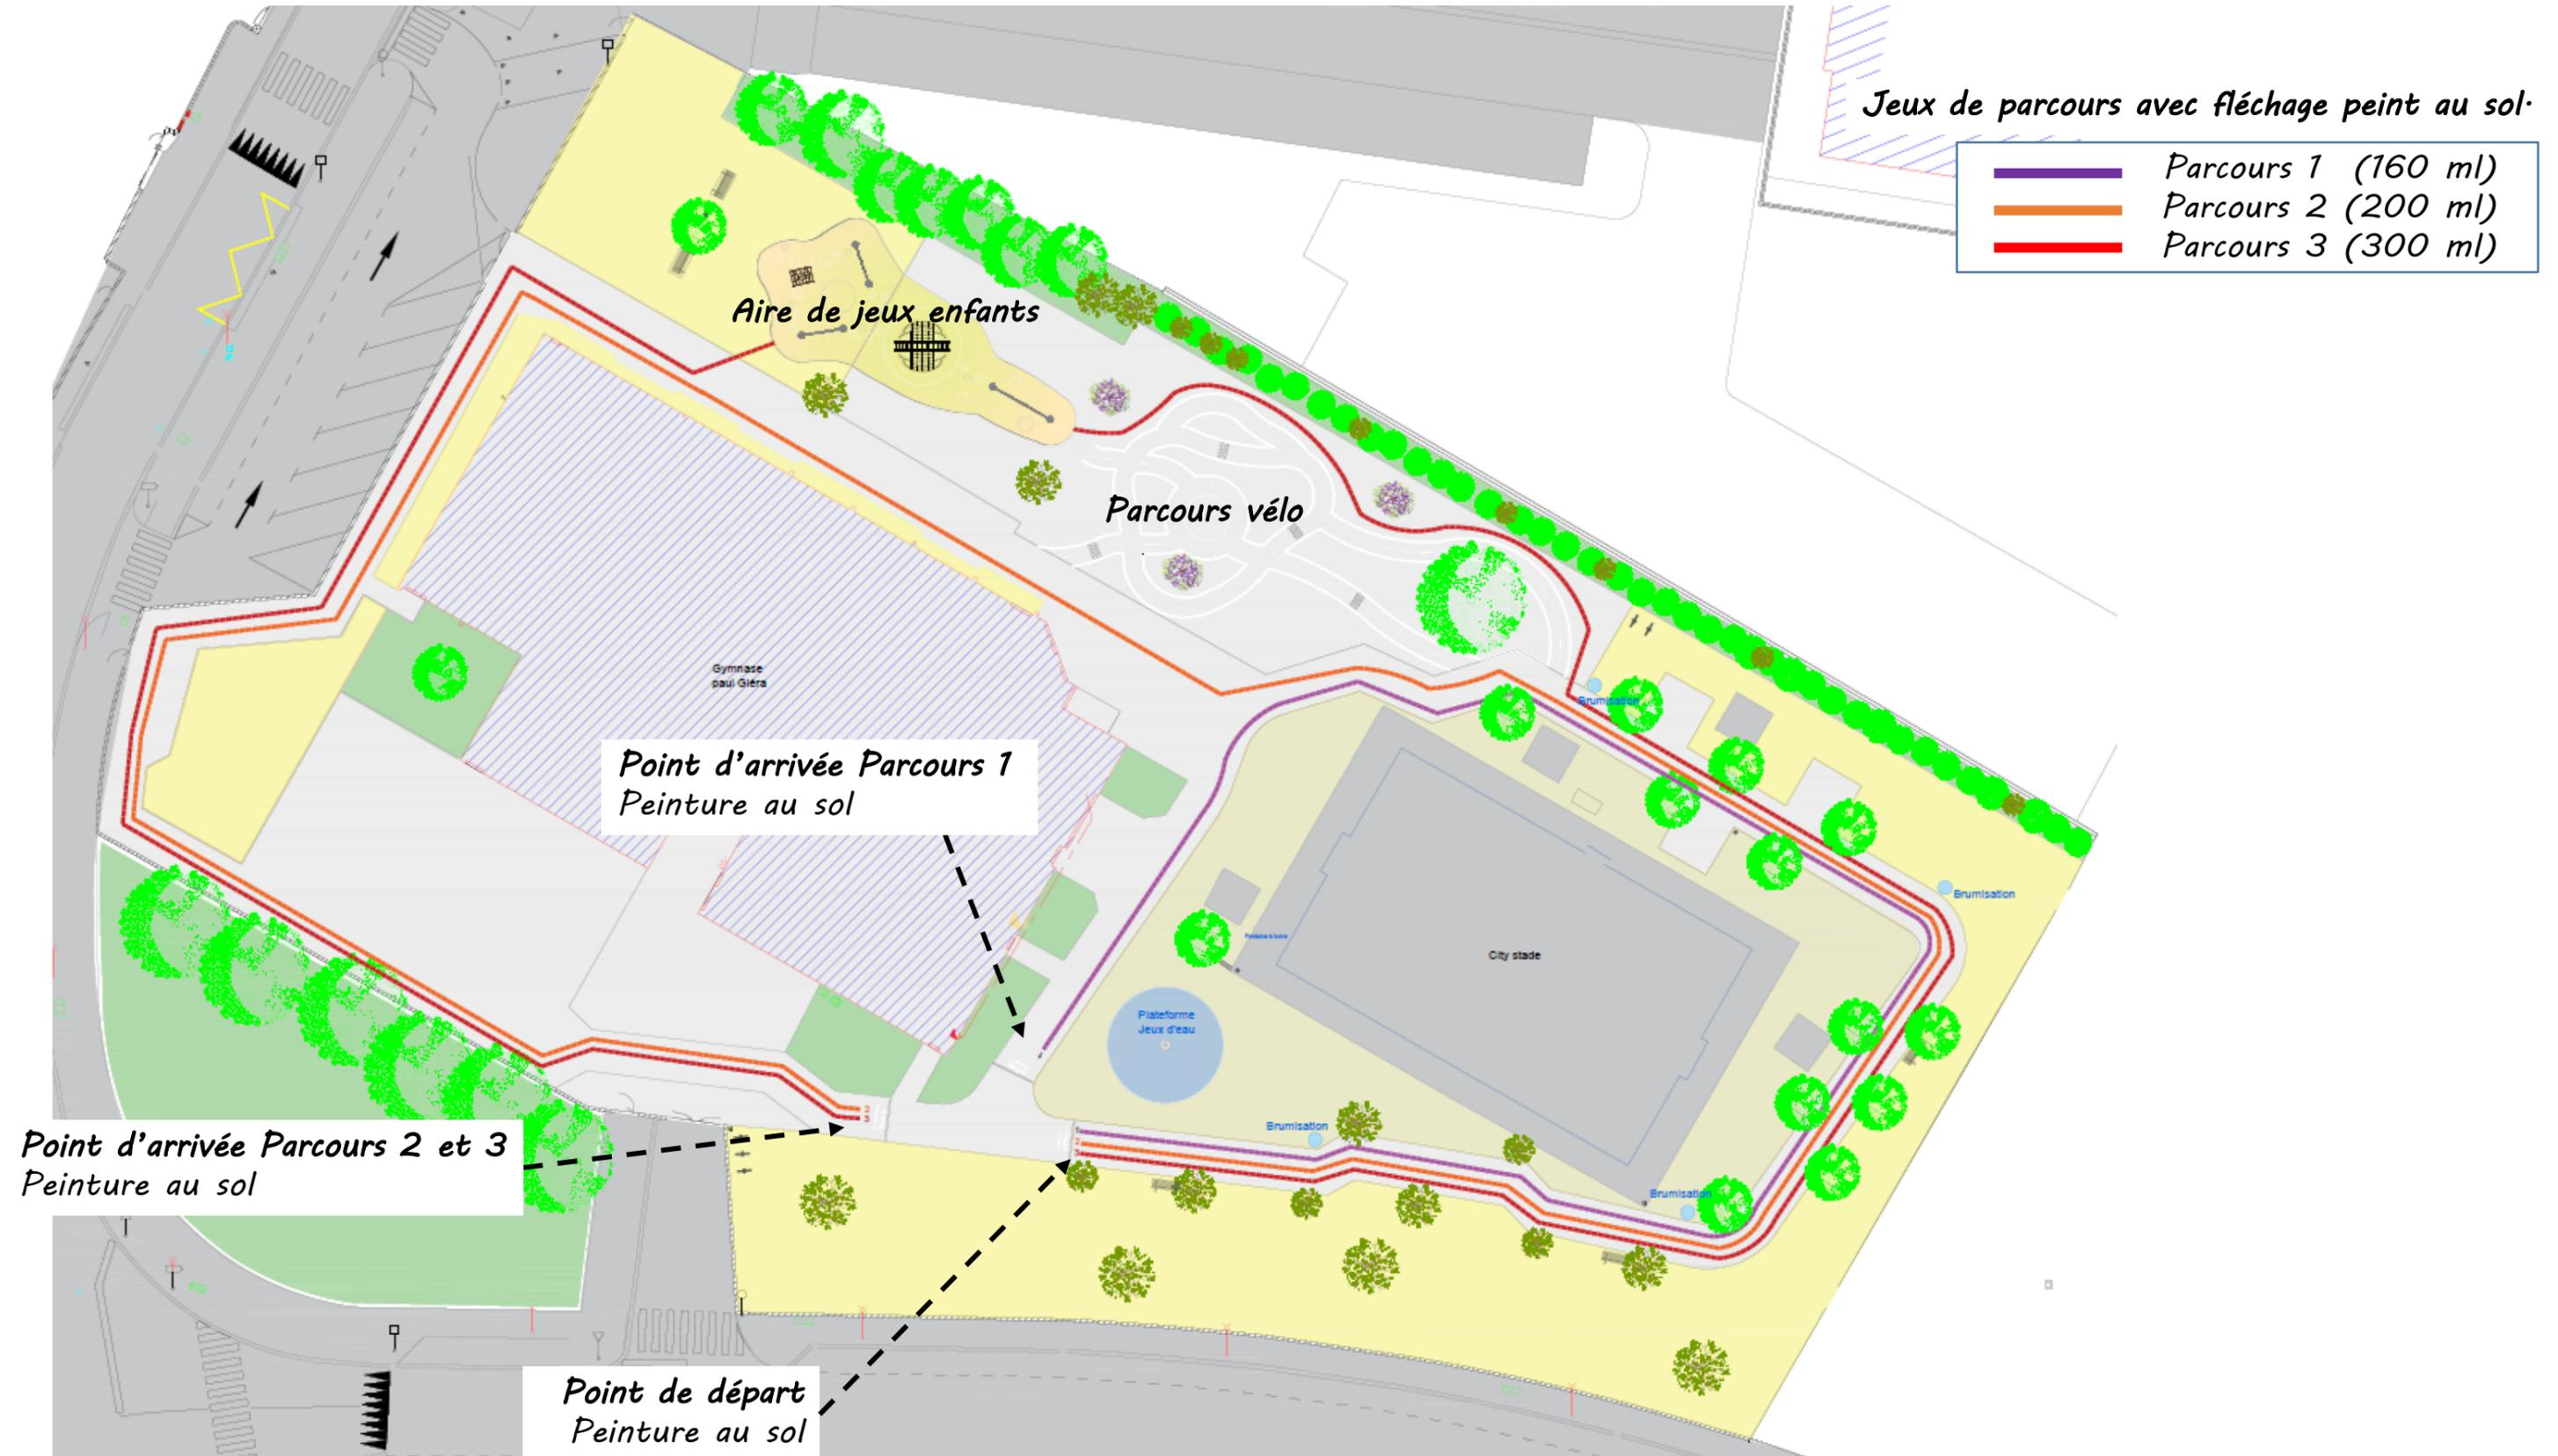 Jeux de parcours avec fléchage peint au sol.
Parcours 1 (160 ml)
Parcours 2 (200 ml)
Parcours 3 (300 ml)
Aire de jeux enfants
Parcours vélo
Gymnase
paul Gléra
Brumisation
Point d'arrivée Parcours 1
Peinture au sol
Brumisation
City stade
Plateforme
Jeux d'eau
Brumisation
Point d'arrivée Parcours 2 et 3
Peinture au sol
Brumisation
Point de départ
Peinture au sol